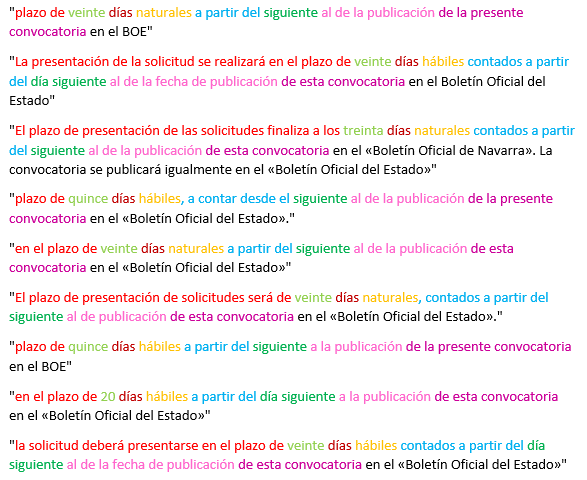 "plazo de veinte días naturales a partir del siguiente al de la publicación de la presente
convocatoria en el BOE"
"La presentación de la solicitud se realizará en el plazo de veinte días hábiles contados a partir
del día siguiente al de la fecha de publicación de esta convocatoria en el Boletín Oficial del
Estado"
"El plazo de presentación de las solicitudes finaliza a los treinta días naturales contados a partir
del siguiente al de la publicación de esta convocatoria en el «Boletín Oficial de Navarra». La
convocatoria se publicará igualmente en el «Boletín Oficial del Estado»"
"plazo de quince días hábiles, a contar desde el siguiente al de la publicación de la presente
convocatoria en el «Boletín Oficial del Estado»."
"en el plazo de veinte días naturales a partir del siguiente al de la publicación de esta
convocatoria en el «Boletín Oficial del Estado»"
"El plazo de presentación de solicitudes será de veinte días naturales, contados a partir del
siguiente al de publicación de esta convocatoria en el «Boletín Oficial del Estado»."
"plazo de quince días hábiles a partir del siguiente a la publicación de la presente convocatoria
en el BOE"
"en el plazo de 20 días hábiles a partir del día siguiente a la publicación de esta convocatoria
en el «Boletín Oficial del Estado»"
"la solicitud deberá presentarse en el plazo de veinte días hábiles contados a partir del día
siguiente al de la fecha de publicación de esta convocatoria en el «Boletín Oficial del Estado»"